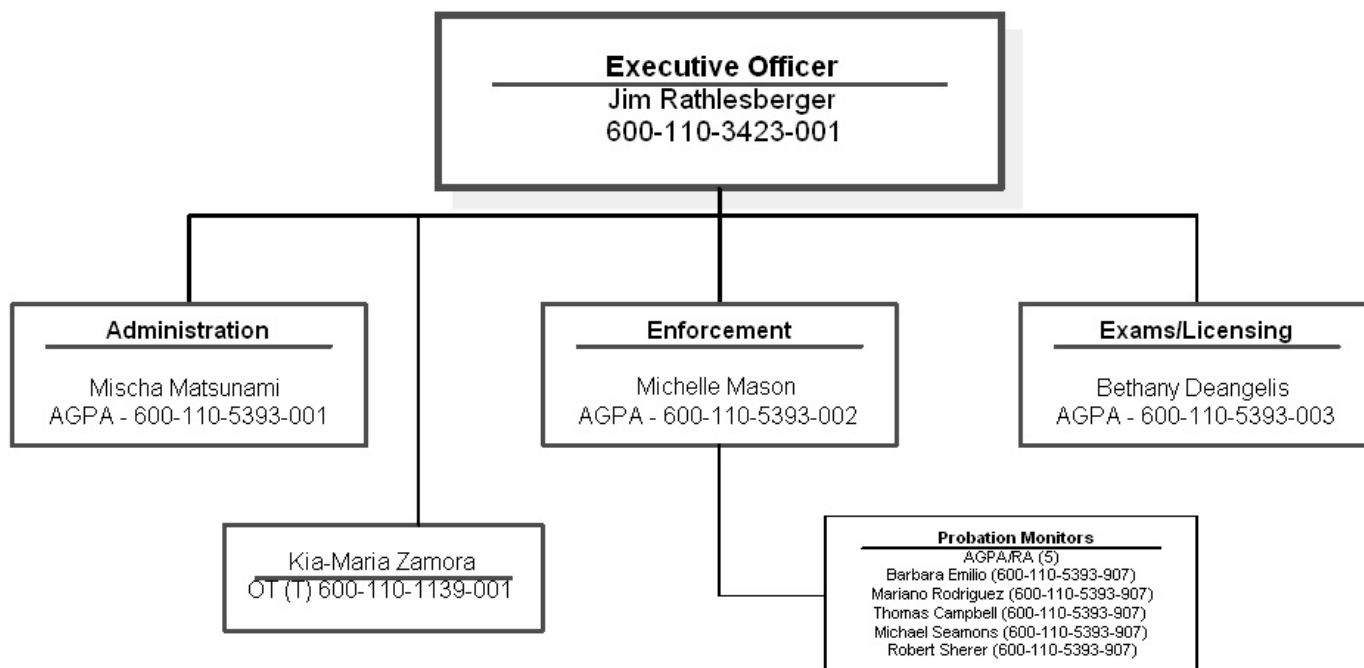 Executive Officer
Jim Rathlesberger
600-110-3423-001
Administration
Mischa Matsunami
AGPA - 600-110-5393-001
Enforcement
Michelle Mason
AGPA - 600-110-5393-002
Exams/Licensing
Bethany Deangelis
AGPA - 600-110-5393-003
Kia-Maria Zamora
OT (T) 600-110-1139-001
Probation Monitors
AGPA/RA (5)
Barbara Emilio (600-110-5393-907)
Mariano Rodriguez (600-110-5393-907)
Thomas Campbell (600-110-5393-907)
Michael Seamons (600-110-5393-907)
Robert Sherer (600-110-5393-907)